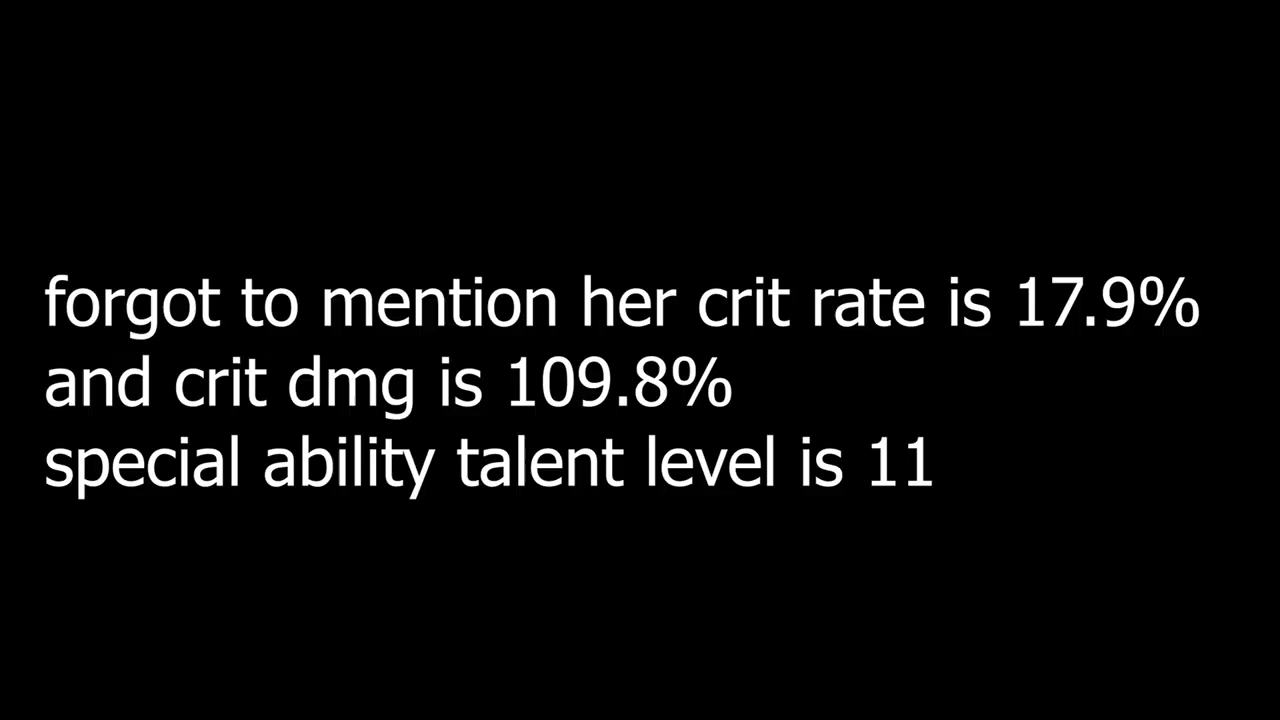 forgot to mention her crit rate is 17.9%
and crit dmg is 109.8%
special ability talent level is 11